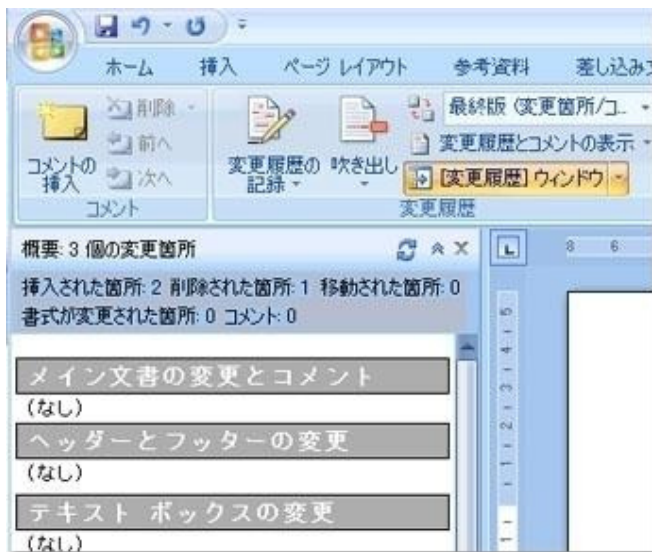 ホーム 挿入 ページ レイアウト 参考資料 差し込み
コメントの挿入
削除
前へ
次へ
コメント
変更履歴の記録
吹き出し
最終版 (変更箇所/コ...
変更履歴とコメントの表示
[変更履歴] ウィンドウ
変更履歴
概要: 3 個の変更箇所
挿入された箇所: 2 削除された箇所: 1 移動された箇所: 0
書式が変更された箇所: 0 コメント: 0
メイン文書の変更とコメント
(なし)
ヘッダーとフッターの変更
(なし)
テキスト ボックスの変更
(なし)
L
8 6
5 4 3 2 1 1